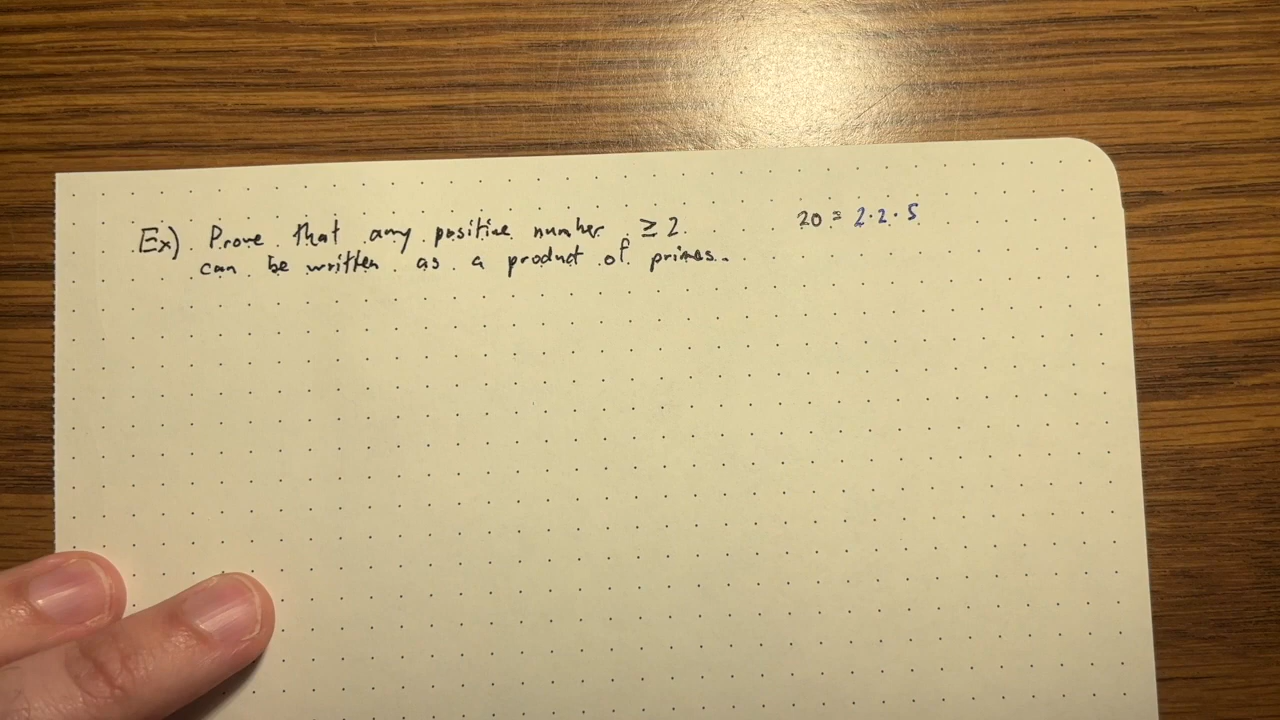 Ex) Prove that any positive number ≥ 2
can be written as a product of primes.
20 = 2·2·5